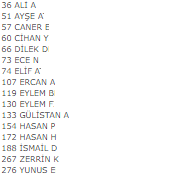 36 ALİ A
51 AYŞE A
57 CANER E
60 CİHAN Y
66 DİLEK D
73 ECE N
74 ELİF A
107 ERCAN A
119 EYLEM B
130 EYLEM F
133 GÜLİSTAN A
154 HASAN P
172 HASAN H
188 İSMAİL D
267 ZERRİN K
276 YUNUS E